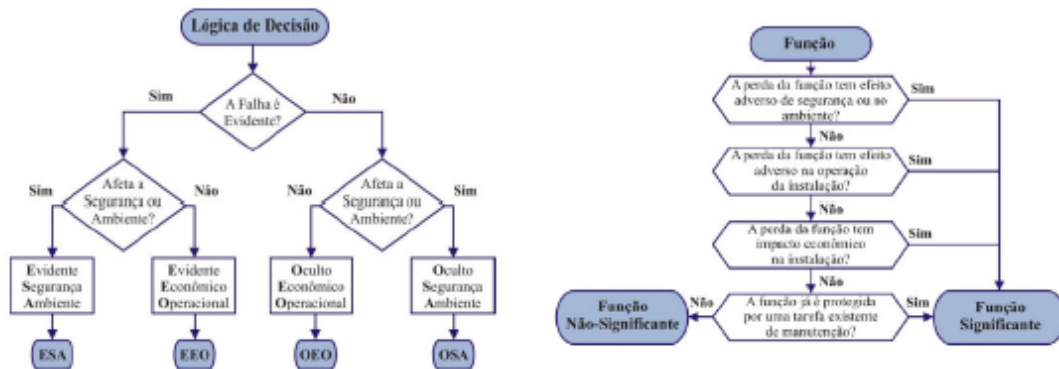 Lógica de Decisão
Sim
Não
A Falha é
Evidente?
Sim
Afeta a
Segurança ou
Ambiente?
Não
Não
Afeta a
Segurança ou
Ambiente?
Sim
Evidente
Segurança
Ambiente
Evidente
Econômico
Operacional
Oculto
Econômico
Operacional
Oculto
Segurança
Ambiente
ESA
EEO
OEO
OSA
Função
A perda da função tem efeito
adverso de segurança ou no
ambiente?
Sim
Não
A perda da função tem efeito
adverso na operação
da instalação?
Sim
Não
A perda da função tem
impacto econômico
na instalação?
Sim
Não
Função
Não-Significante
Não
A função já é protegida
por uma tarefa existente
de manutenção?
Sim
Função
Significante